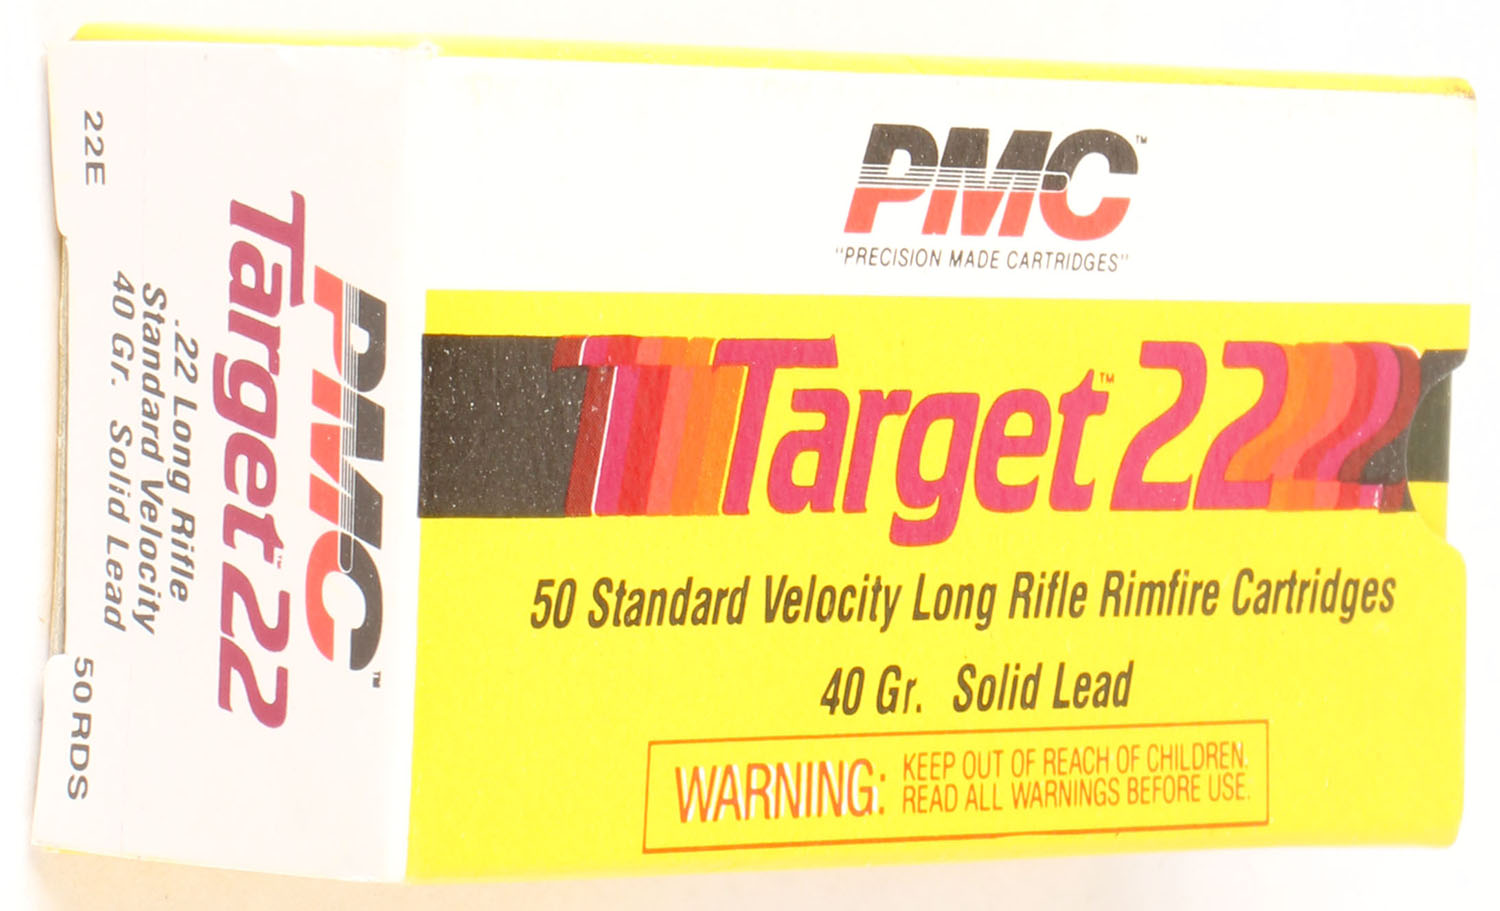 PMC™
"PRECISION MADE CARTRIDGES"
Target™ 22
50 Standard Velocity Long Rifle Rimfire Cartridges
40 Gr. Solid Lead
WARNING: KEEP OUT OF REACH OF CHILDREN.
READ ALL WARNINGS BEFORE USE.
PMC™
Target™ 22
.22 Long Rifle
Standard Velocity
40 Gr. Solid Lead
22E
50 RDS